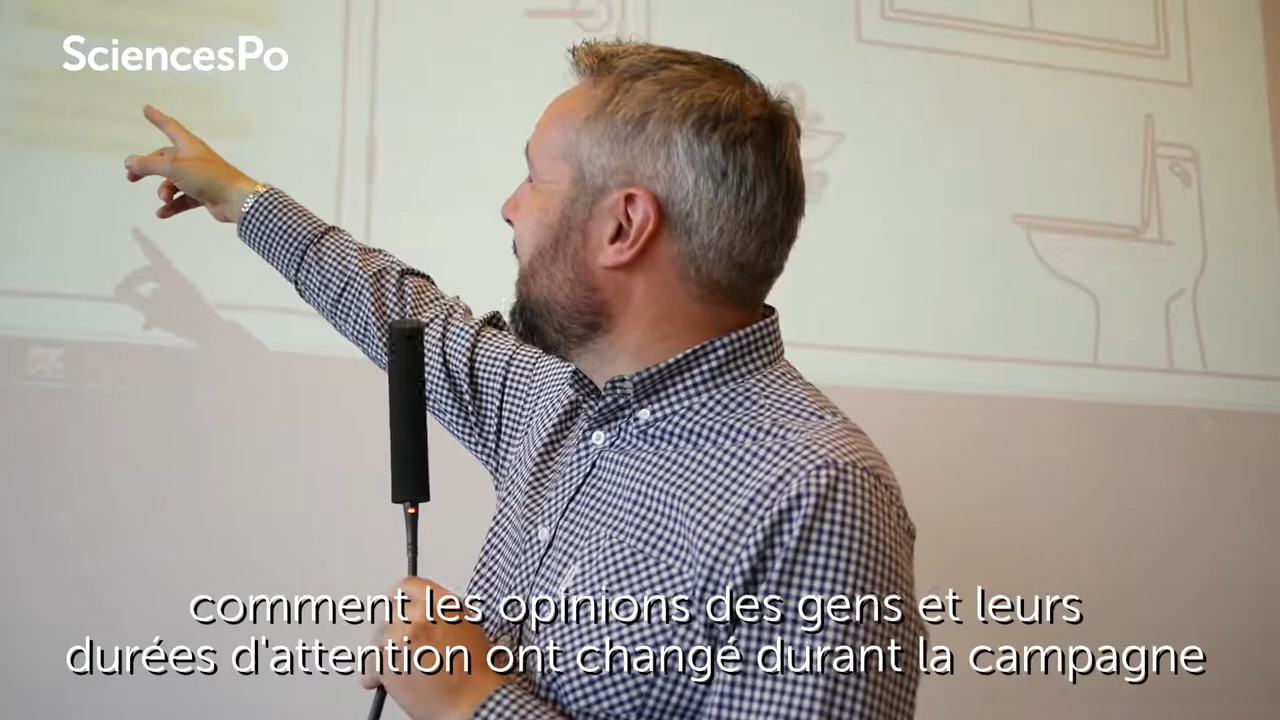 SciencesPo
comment les opinions des gens et leurs
durées d'attention ont changé durant la campagne